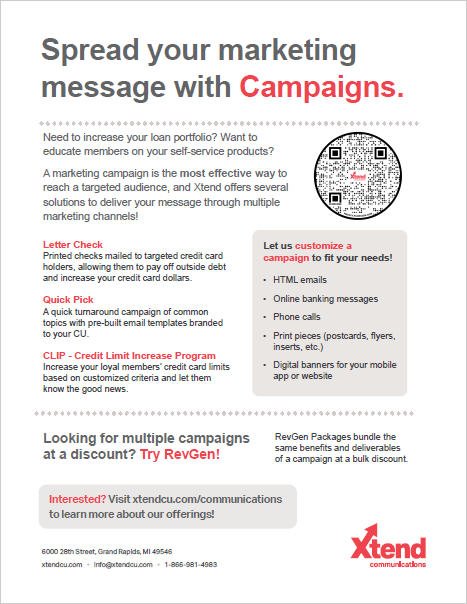 Spread your marketing
message with Campaigns.
Need to increase your loan portfolio? Want to
educate members on your self-service products?
A marketing campaign is the most effective way to
reach a targeted audience, and Xtend offers several
solutions to deliver your message through multiple
marketing channels!
Xtend
Letter Check
Printed checks mailed to targeted credit card
holders, allowing them to pay off outside debt
and increase your credit card dollars.
Quick Pick
A quick turnaround campaign of common
topics with pre-built email templates branded
to your CU.
CLIP - Credit Limit Increase Program
Increase your loyal members' credit card limits
based on customized criteria and let them
know the good news.
Let us customize a
campaign to fit your needs!
• HTML emails
• Online banking messages
• Phone calls
• Print pieces (postcards, flyers,
inserts, etc.)
• Digital banners for your mobile
app or website
Looking for multiple campaigns
at a discount? Try RevGen!
RevGen Packages bundle the
same benefits and deliverables
of a campaign at a bulk discount.
Interested? Visit xtendcu.com/communications
to learn more about our offerings!
6000 28th Street, Grand Rapids, MI 49546
xtendcu.com • info@xtendcu.com • 1-866-981-4983
Xtend
communications